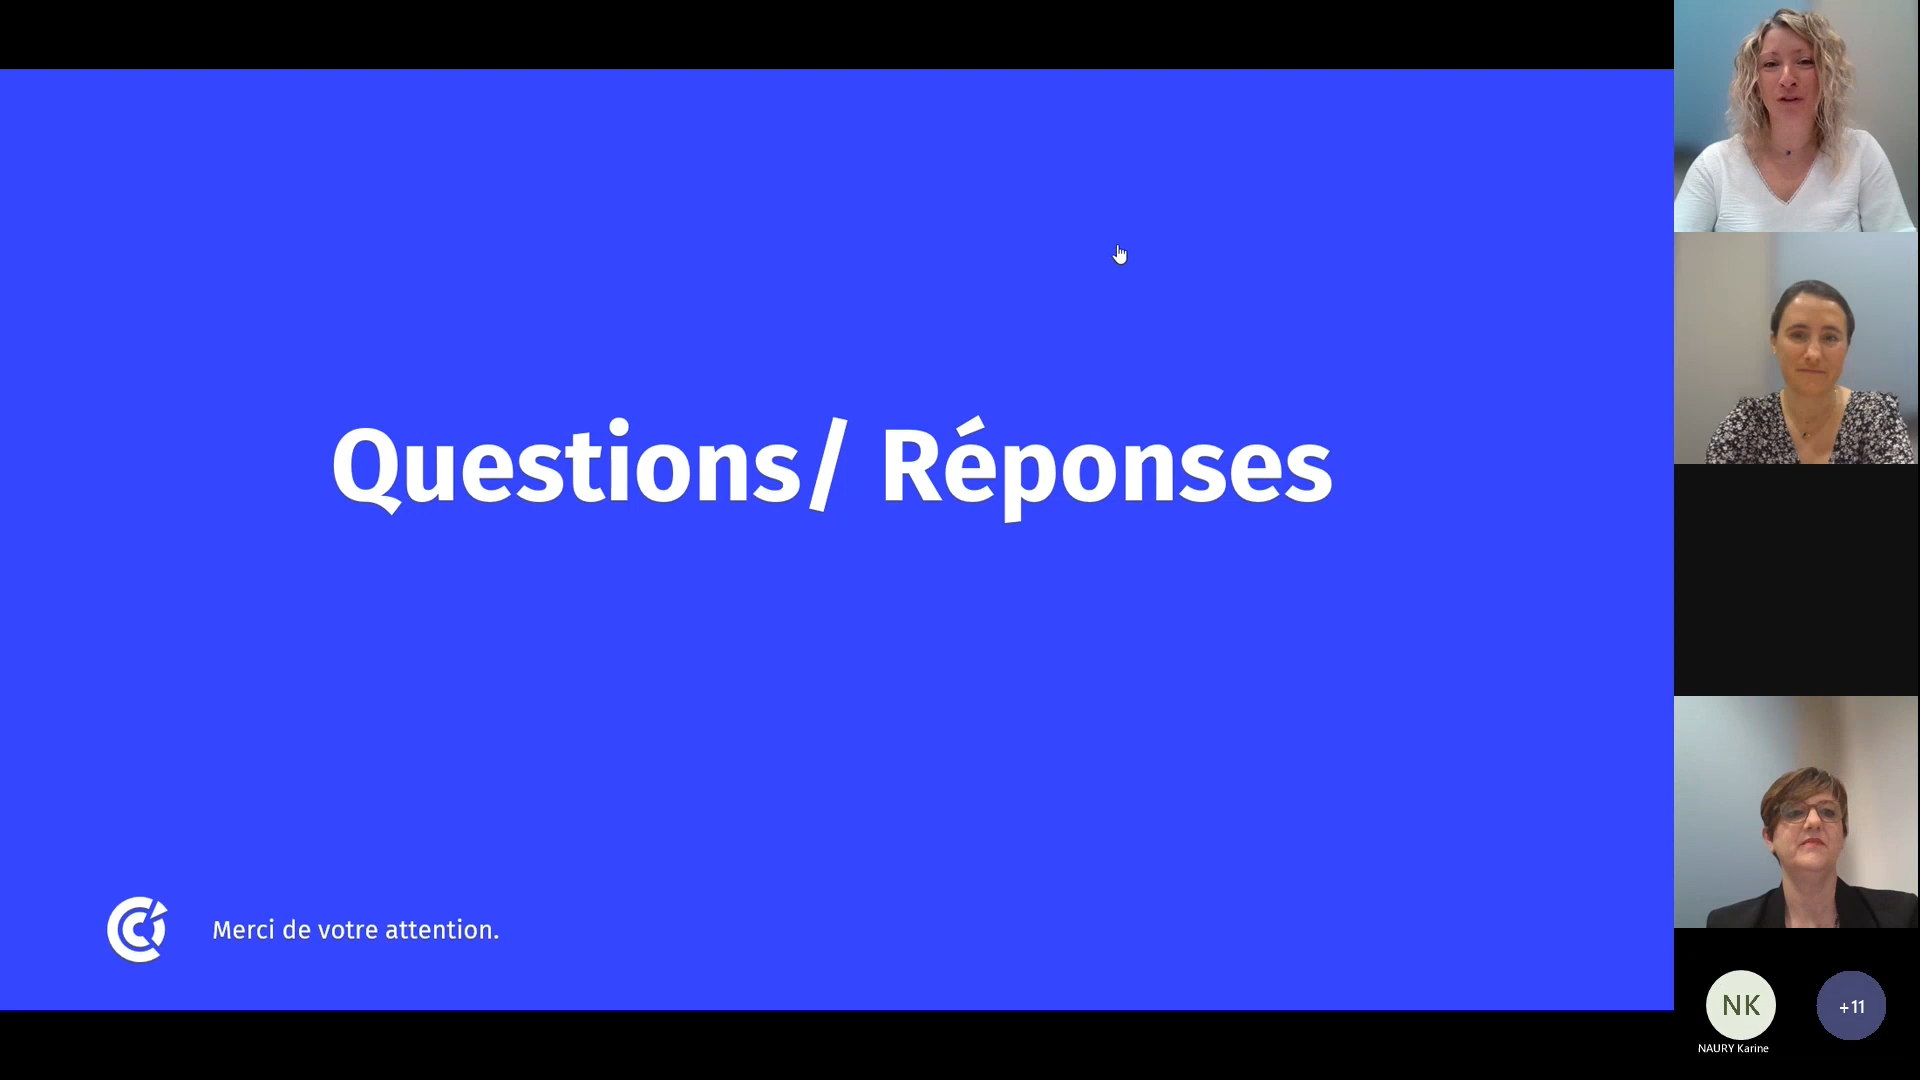 Questions/ Réponses
Merci de votre attention.
NK
+11
NAURY Karine